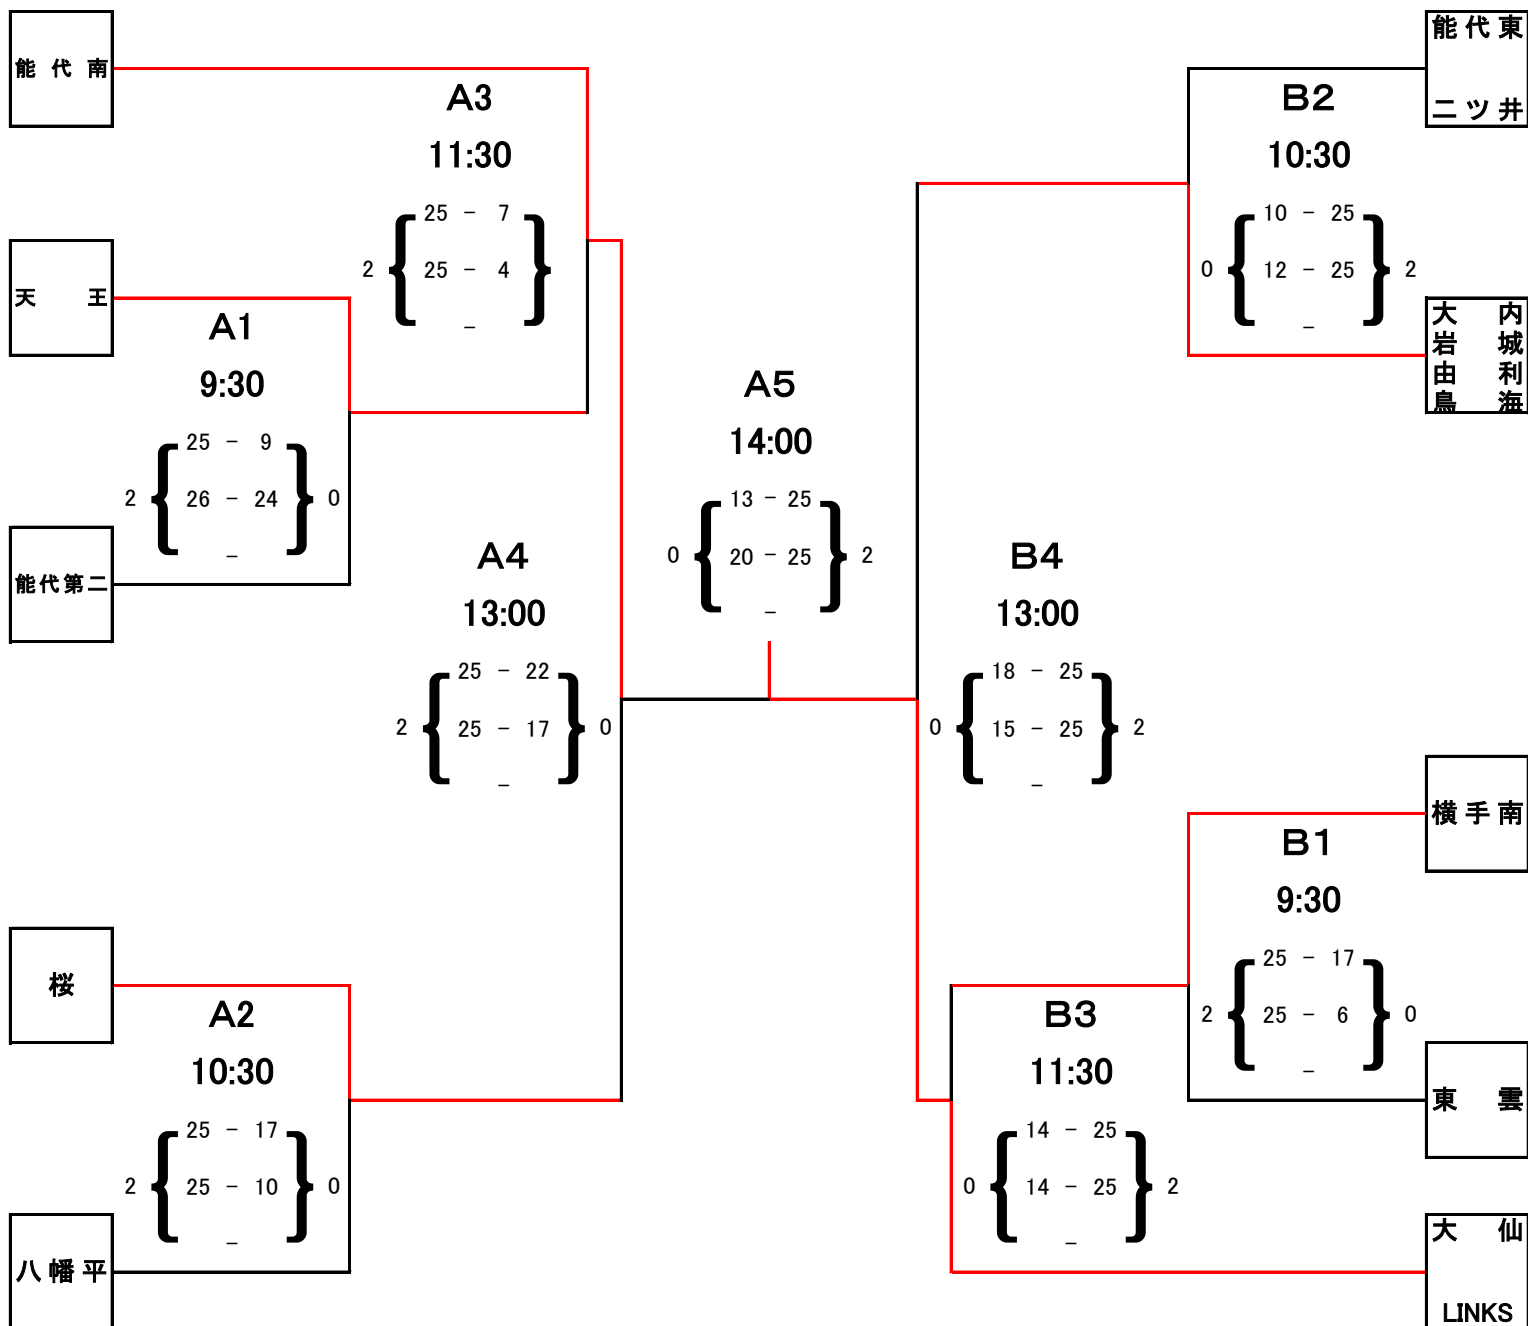 能代南
A3
11:30
25 - 7
2 { 25 - 4 }
-
天 王
A1
9:30
25 - 9
2 { 26 - 24 } 0
-
能代第二
A4
13:00
25 - 22
2 { 25 - 17 } 0
-
桜
A2
10:30
25 - 17
2 { 25 - 10 } 0
-
八幡平
A5
14:00
13 - 25
0 { 20 - 25 } 2
-
能代東
二ツ井
B2
10:30
10 - 25
0 { 12 - 25 } 2
-
大 内
岩 城
由 利
鳥 海
B4
13:00
18 - 25
0 { 15 - 25 } 2
-
横手南
B1
9:30
25 - 17
2 { 25 - 6 } 0
-
東 雲
B3
11:30
14 - 25
0 { 14 - 25 } 2
-
大 仙
LINKS